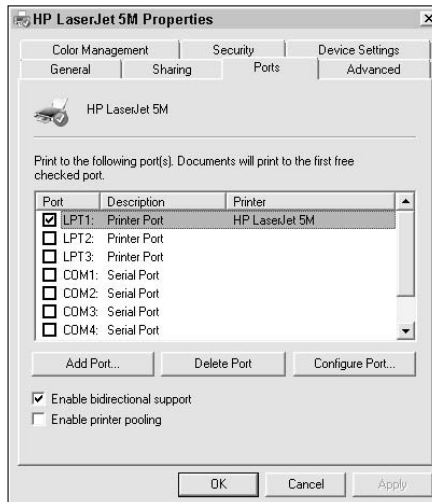 HP LaserJet 5M Properties
Color Management Security Device Settings
General Sharing Ports Advanced
HP LaserJet 5M
Print to the following port(s). Documents will print to the first free
checked port.
Port Description Printer
LPT1: Printer Port HP LaserJet 5M
LPT2: Printer Port
LPT3: Printer Port
COM1: Serial Port
COM2: Serial Port
COM3: Serial Port
COM4: Serial Port
Add Port... Delete Port Configure Port...
Enable bidirectional support
Enable printer pooling
OK Cancel Apply